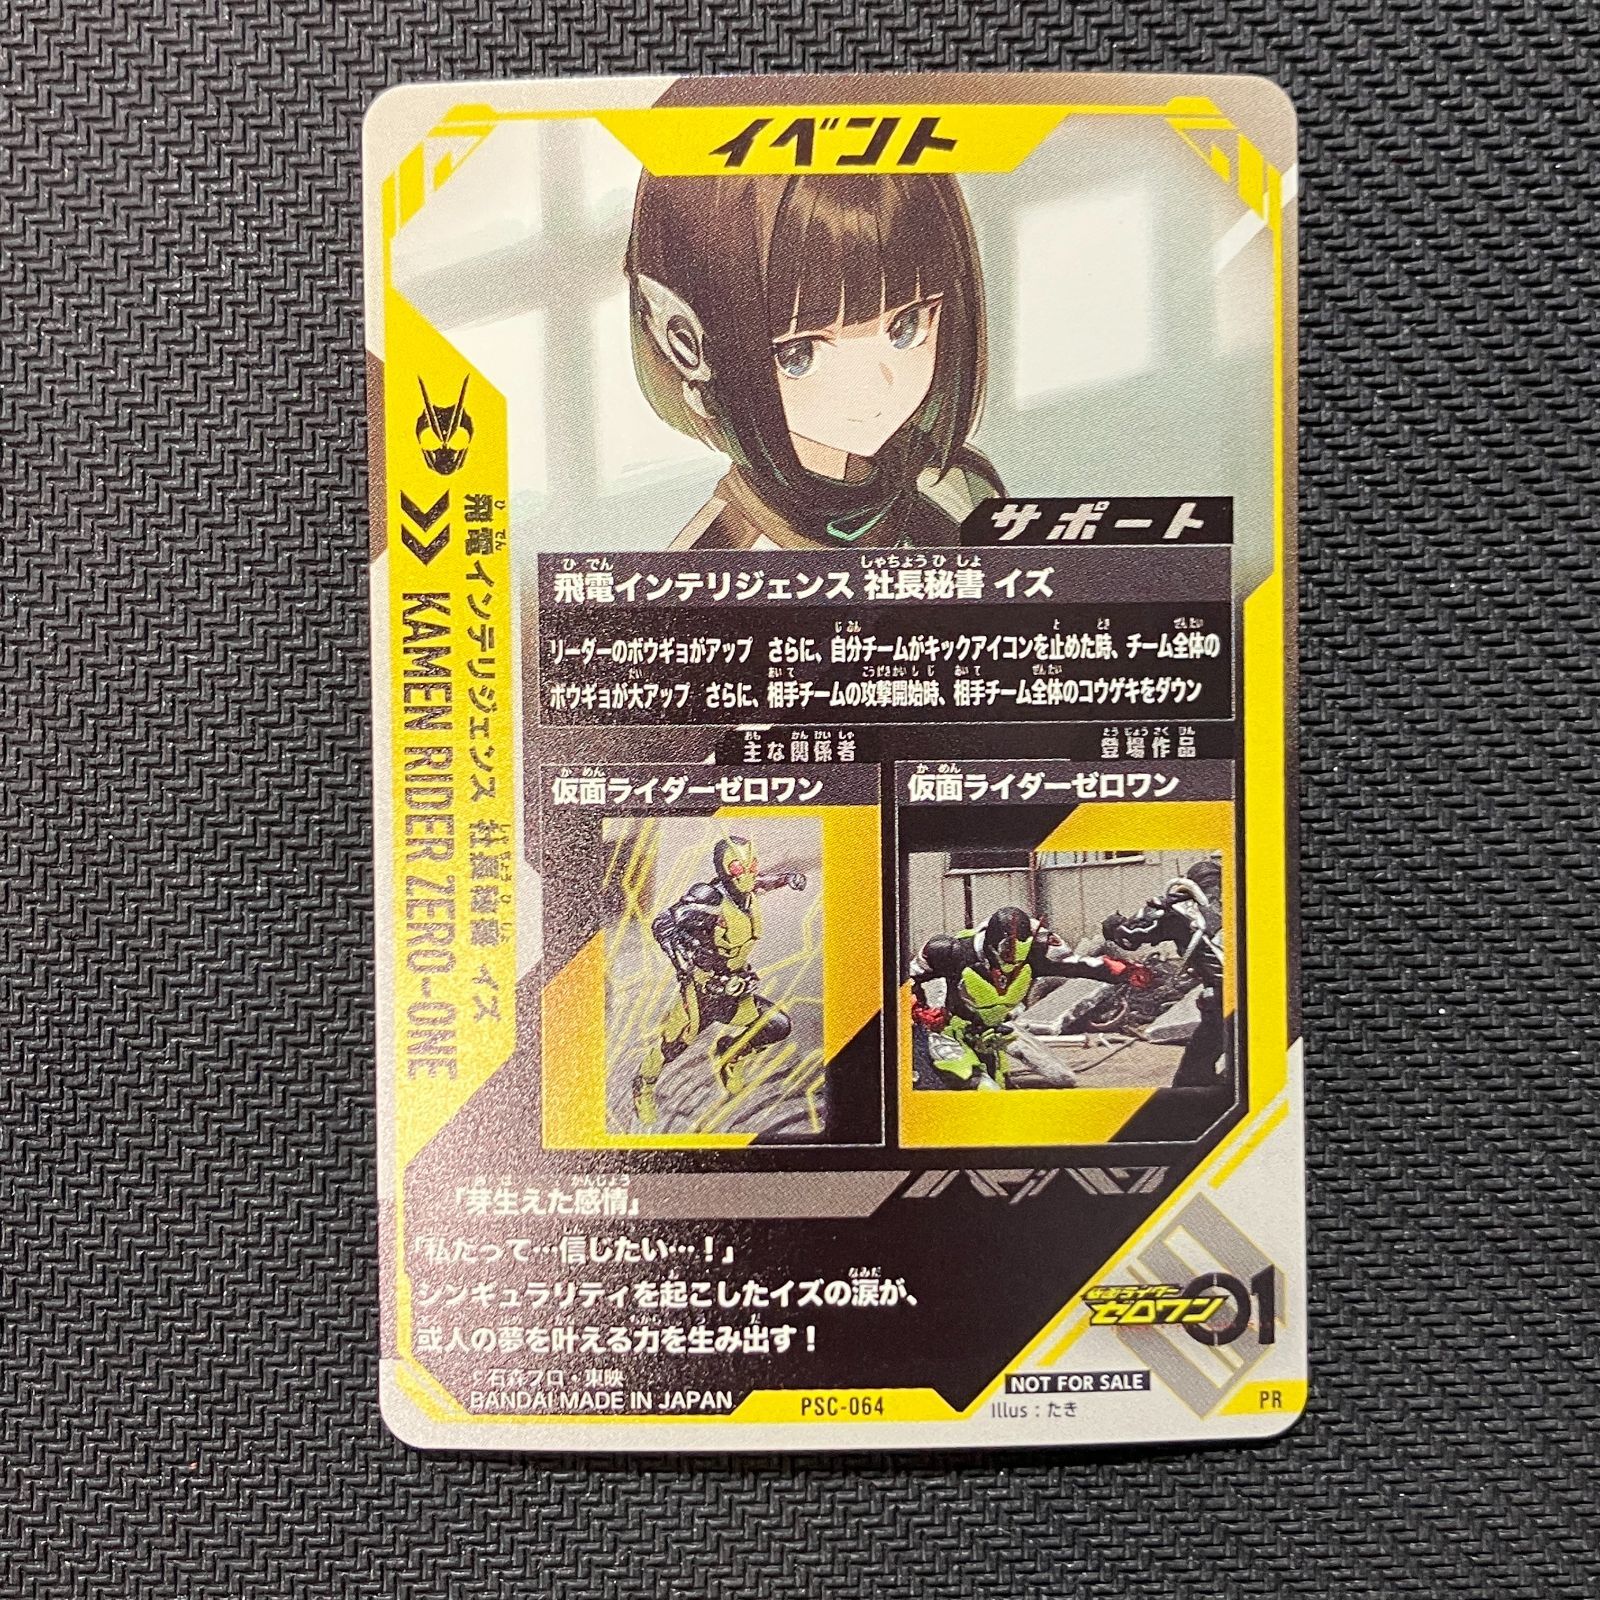 イベント
サポート
飛電インテリジェンス 社長秘書 イズ
リーダーのボウギョがアップ さらに、自分チームがキックアイコンを止めた時、チーム全体の
ボウギョが大アップ さらに、相手チームの攻撃開始時、相手チーム全体のコウゲキをダウン
主な関係者
登場作品
仮面ライダーゼロワン
仮面ライダーゼロワン
飛電インテリジェンス 社長秘書 イズ
KAMEN RIDER ZERO-ONE
「芽生えた感情」
「私だって…信じたい…！」
シンギュラリティを起こしたイズの涙が、
或人の夢を叶える力を生み出す！
仮面ライダー
ゼロワン 01
©石森プロ・東映
BANDAI MADE IN JAPAN
PSC-064
NOT FOR SALE
Illus：たき
PR